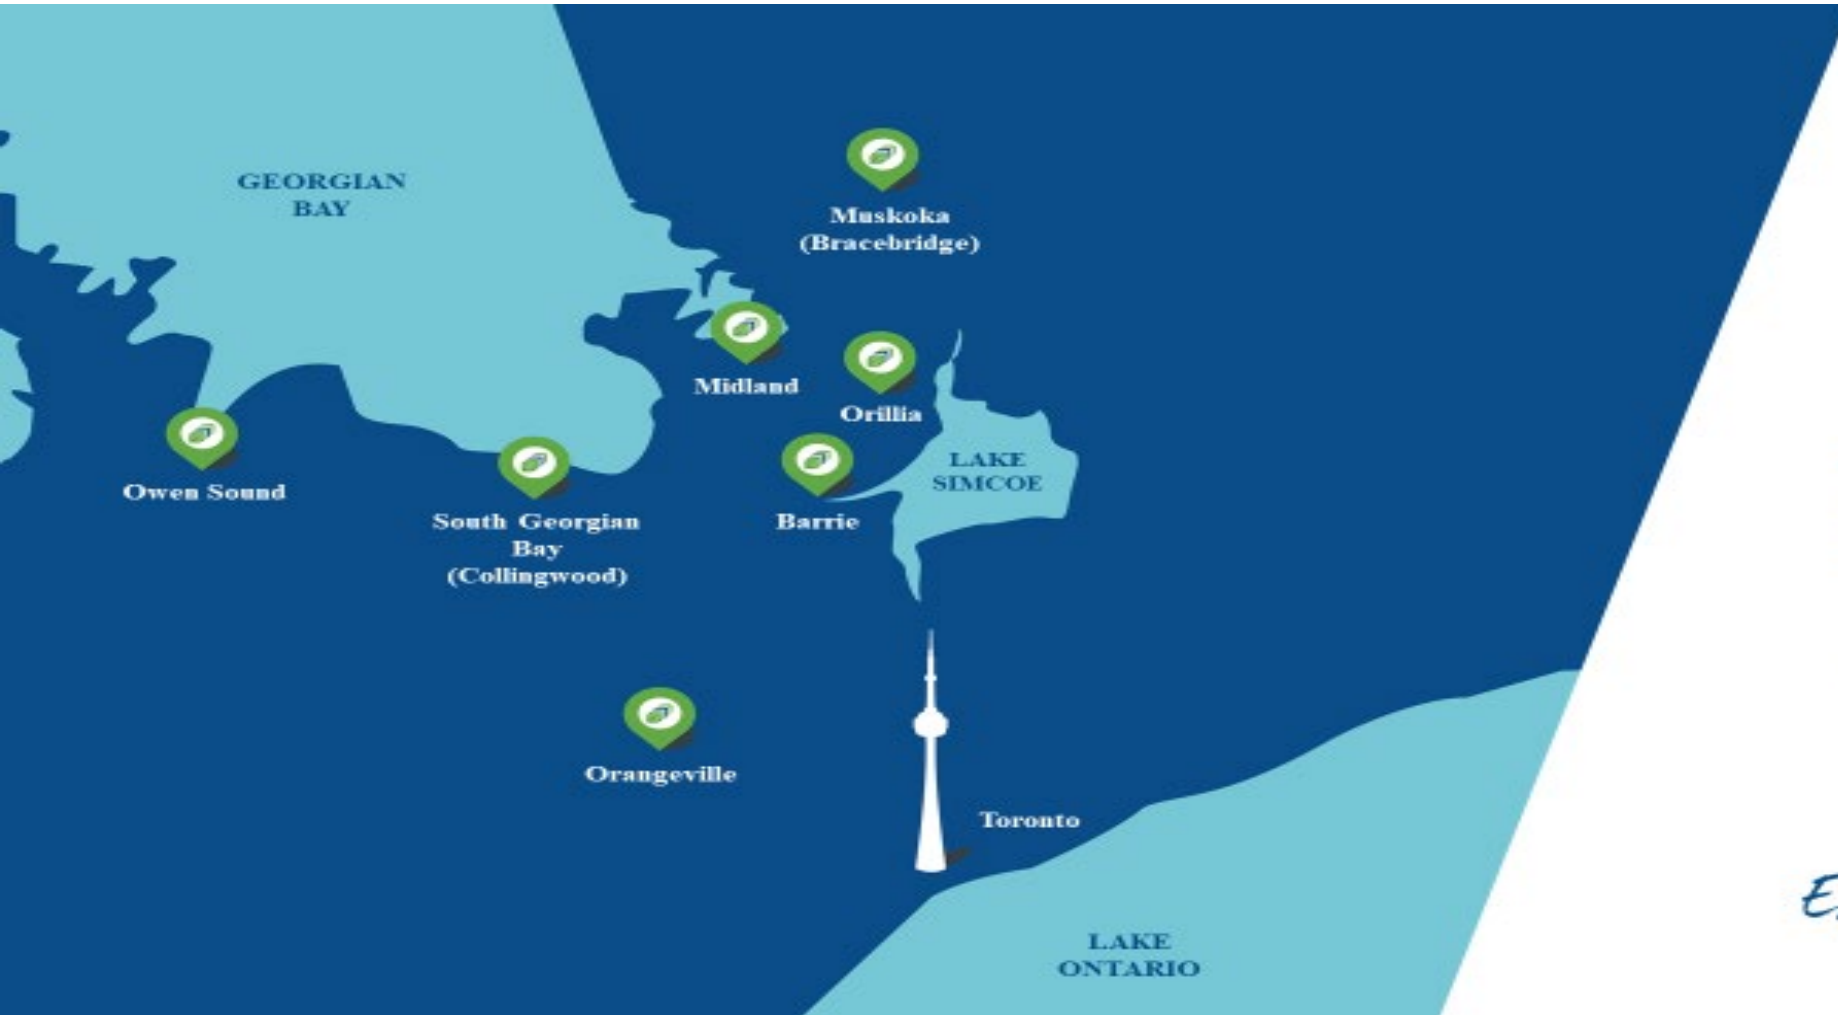 GEORGIAN
BAY
Muskoka
(Bracebridge)
Midland
Orillia
LAKE
SIMCOE
Owen Sound
South Georgian
Bay
(Collingwood)
Barrie
Orangeville
Toronto
LAKE
ONTARIO